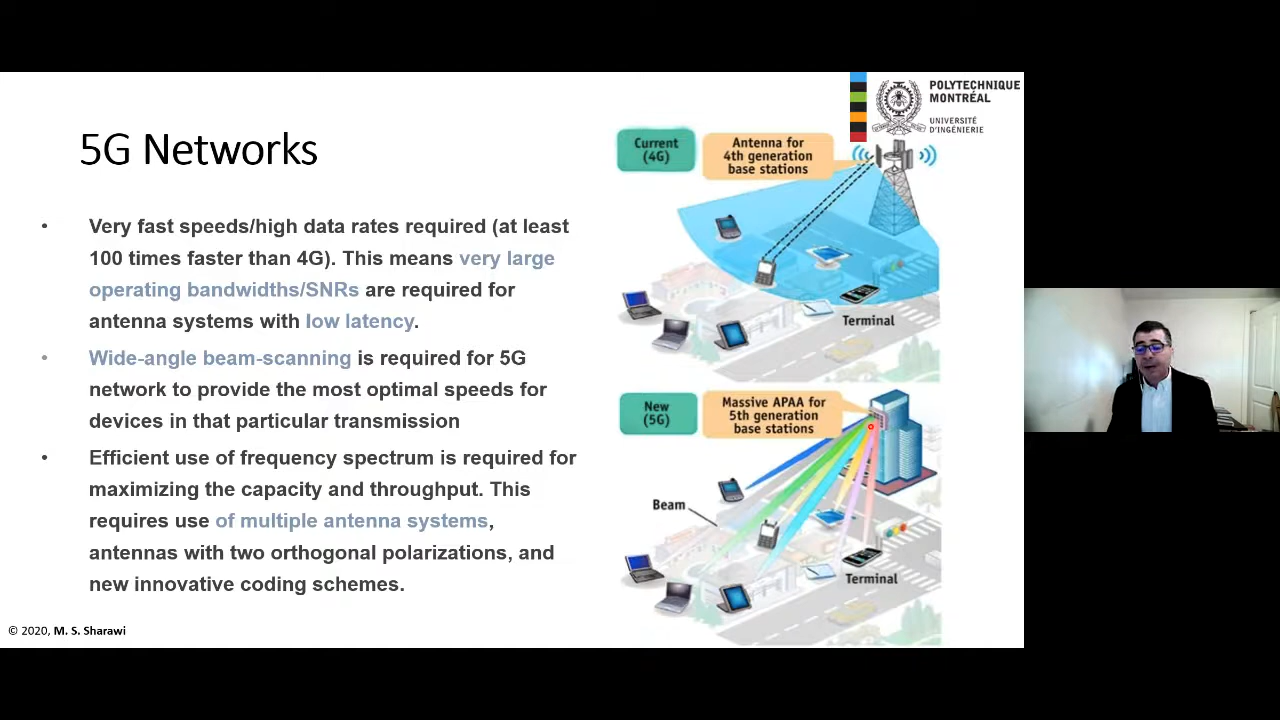 POLYTECHNIQUE
MONTRÉAL
UNIVERSITÉ
D'INGÉNIERIE
5G Networks
• Very fast speeds/high data rates required (at least
100 times faster than 4G). This means very large
operating bandwidths/SNRs are required for
antenna systems with low latency.
• Wide-angle beam-scanning is required for 5G
network to provide the most optimal speeds for
devices in that particular transmission
• Efficient use of frequency spectrum is required for
maximizing the capacity and throughput. This
requires use of multiple antenna systems,
antennas with two orthogonal polarizations, and
new innovative coding schemes.
Current
(4G)
Antenna for
4th generation
base stations
Terminal
New
(5G)
Massive APAA for
5th generation
base stations
Beam
Terminal
© 2020, M. S. Sharawi